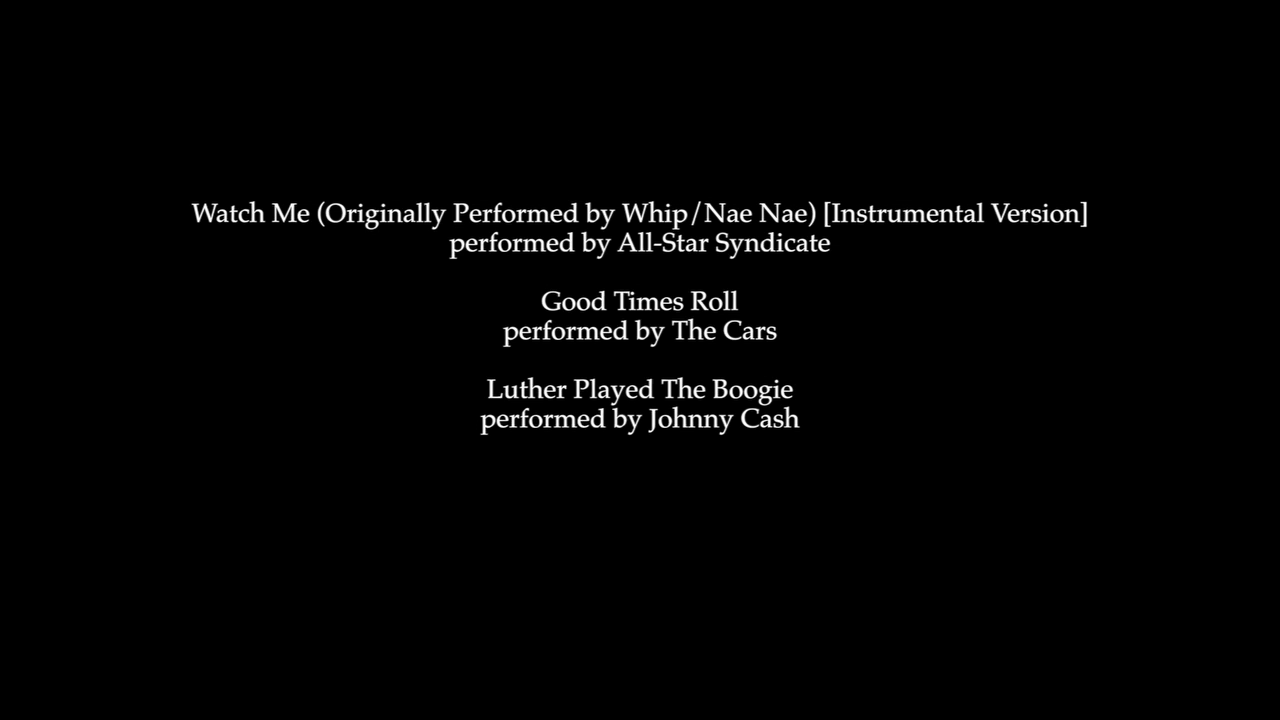 Watch Me (Originally Performed by Whip/Nae Nae) [Instrumental Version]
performed by All-Star Syndicate
Good Times Roll
performed by The Cars
Luther Played The Boogie
performed by Johnny Cash